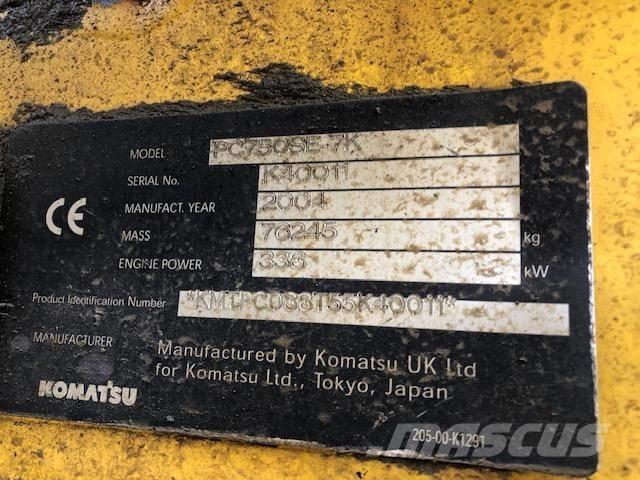 MODEL PC750SE-7K
SERIAL No. K40011
MANUFACT. YEAR 2004
MASS 76245 kg
ENGINE POWER 338 kW
Product Identification Number *KMTPC088T55K40011*
MANUFACTURER Manufactured by Komatsu UK Ltd
for Komatsu Ltd., Tokyo, Japan
CE
KOMATSU
205-00-K1291
MASCUS